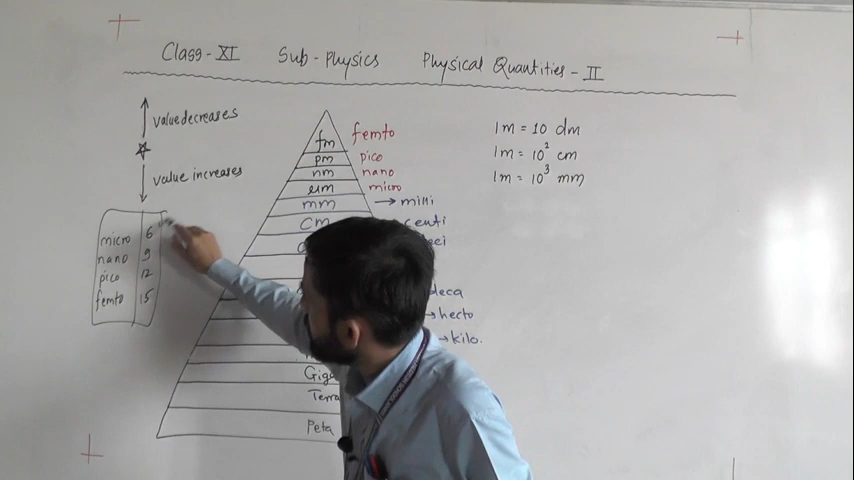 Class-XI Sub-Physics Physical Quantities-II
value decreases
value increases
micro 6
nano 9
pico 12
femto 15
fm femto
pm pico
nm nano
μm micro
mm → milli
cm centi
deci
deca
→ hecto
→ kilo.
Giga
Terra
Peta
1m = 10 dm
1m = 10² cm
1m = 10³ mm